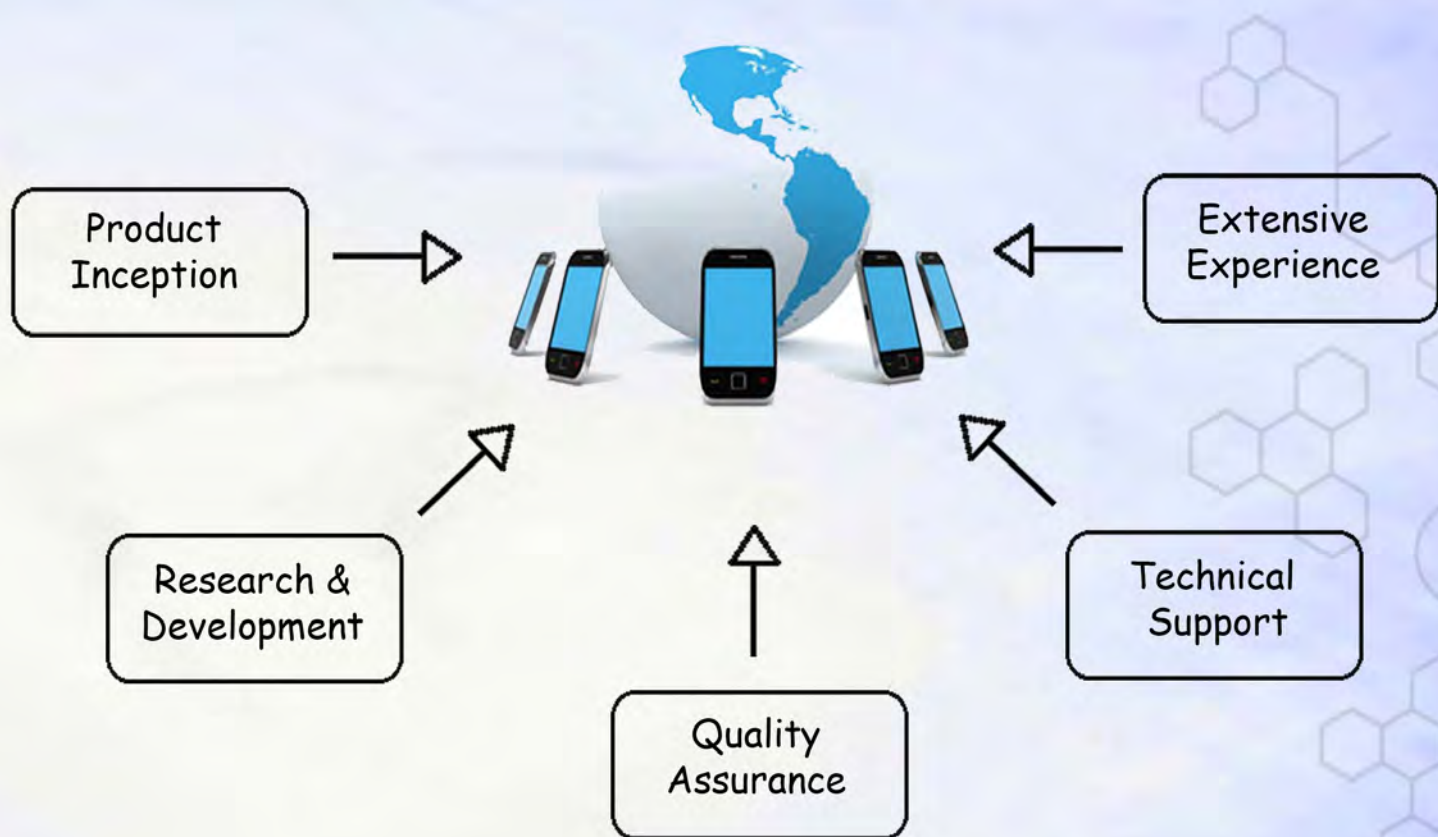 Product
Inception
Extensive
Experience
Research &
Development
Technical
Support
Quality
Assurance